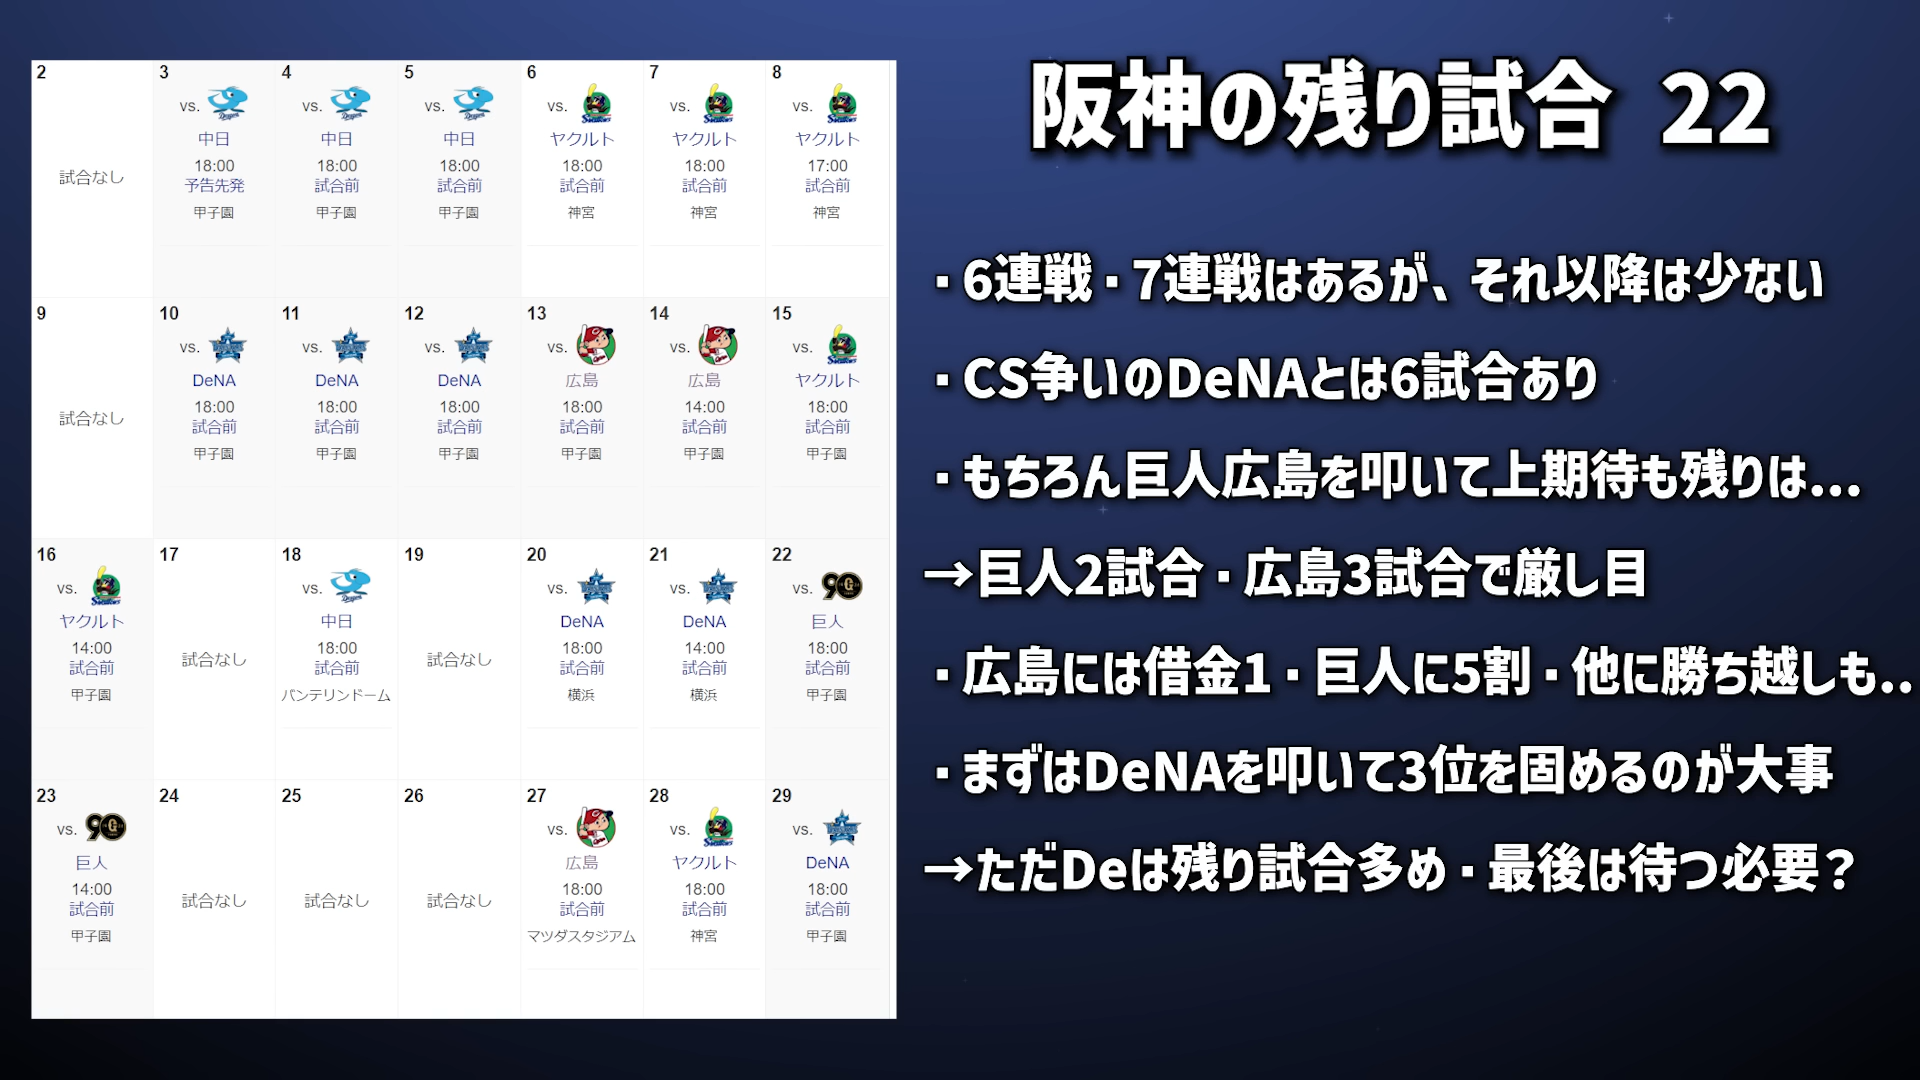 阪神の残り試合 22
・6連戦・7連戦はあるが、それ以降は少ない
・CS争いのDeNAとは6試合あり
・もちろん巨人広島を叩いて上期待も残りは...
→巨人2試合・広島3試合で厳し目
・広島には借金1・巨人に5割・他に勝ち越しも..
・まずはDeNAを叩いて3位を固めるのが大事
→ただDeは残り試合多め・最後は待つ必要？
2 3 4 5 6 7 8
vs. vs. vs. vs. vs. vs.
中日 中日 中日 ヤクルト ヤクルト ヤクルト
18:00 18:00 18:00 18:00 18:00 17:00
試合なし 予告先発 試合前 試合前 試合前 試合前 試合前
甲子園 甲子園 甲子園 神宮 神宮 神宮
9 10 11 12 13 14 15
vs. vs. vs. vs. vs. vs.
DeNA DeNA DeNA 広島 広島 ヤクルト
18:00 18:00 18:00 18:00 14:00 18:00
試合なし 試合前 試合前 試合前 試合前 試合前 試合前
甲子園 甲子園 甲子園 甲子園 甲子園 甲子園
16 17 18 19 20 21 22
vs. vs. vs. vs. vs.
ヤクルト 中日 DeNA DeNA 巨人
14:00 18:00 18:00 14:00 18:00
試合前 試合なし 試合前 試合なし 試合前 試合前 試合前
甲子園 バンテリンドーム 横浜 横浜 甲子園
23 24 25 26 27 28 29
vs. vs. vs. vs.
巨人 広島 ヤクルト DeNA
14:00 18:00 18:00 18:00
試合前 試合なし 試合なし 試合なし 試合前 試合前 試合前
甲子園 マツダスタジアム 神宮 甲子園